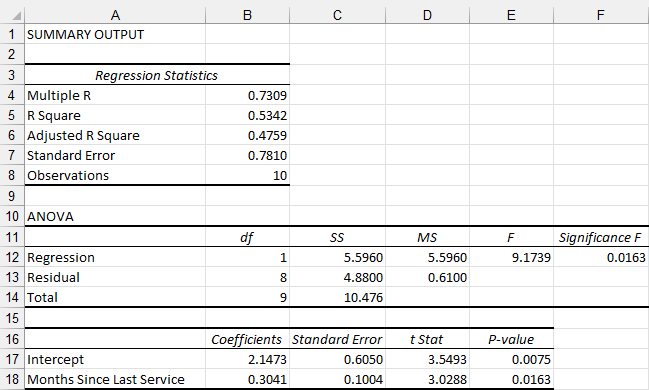 A B C D E F
1 SUMMARY OUTPUT
2
3 Regression Statistics
4 Multiple R 0.7309
5 R Square 0.5342
6 Adjusted R Square 0.4759
7 Standard Error 0.7810
8 Observations 10
9
10 ANOVA
11 df SS MS F Significance F
12 Regression 1 5.5960 5.5960 9.1739 0.0163
13 Residual 8 4.8800 0.6100
14 Total 9 10.476
15
16 Coefficients Standard Error t Stat P-value
17 Intercept 2.1473 0.6050 3.5493 0.0075
18 Months Since Last Service 0.3041 0.1004 3.0288 0.0163